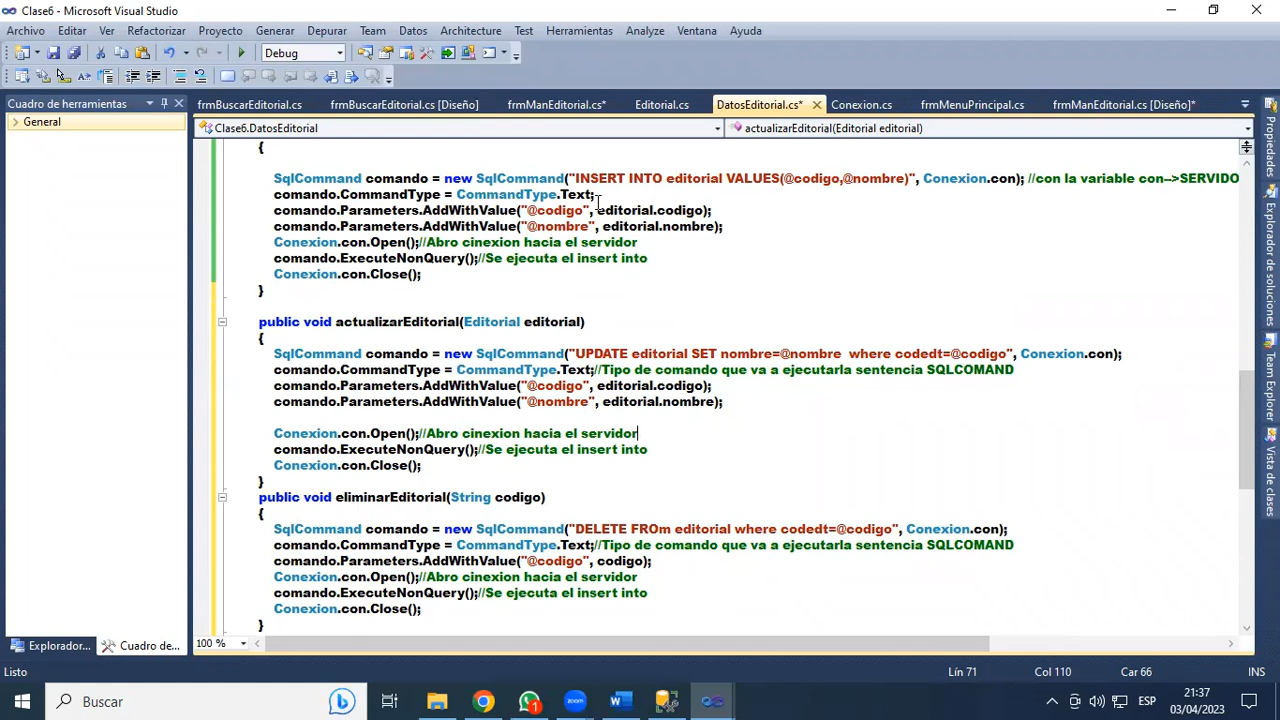 Clase6 - Microsoft Visual Studio
Archivo Editar Ver Refactorizar Proyecto Generar Depurar Team Datos Architecture Test Herramientas Analyze Ventana Ayuda
Debug
Cuadro de herramientas
frmBuscarEditorial.cs frmBuscarEditorial.cs [Diseño] frmManEditorial.cs* Editorial.cs DatosEditorial.cs* Conexion.cs frmMenuPrincipal.cs frmManEditorial.cs [Diseño]*
General
Clase6.DatosEditorial actualizarEditorial(Editorial editorial)
{
SqlCommand comando = new SqlCommand("INSERT INTO editorial VALUES(@codigo,@nombre)", Conexion.con); //con la variable con-->SERVIDO
comando.CommandType = CommandType.Text;
comando.Parameters.AddWithValue("@codigo", editorial.codigo);
comando.Parameters.AddWithValue("@nombre", editorial.nombre);
Conexion.con.Open();//Abro cinexion hacia el servidor
comando.ExecuteNonQuery();//Se ejecuta el insert into
Conexion.con.Close();
}
public void actualizarEditorial(Editorial editorial)
{
SqlCommand comando = new SqlCommand("UPDATE editorial SET nombre=@nombre  where codedt=@codigo", Conexion.con);
comando.CommandType = CommandType.Text;//Tipo de comando que va a ejecutarla sentencia SQLCOMAND
comando.Parameters.AddWithValue("@codigo", editorial.codigo);
comando.Parameters.AddWithValue("@nombre", editorial.nombre);
Conexion.con.Open();//Abro cinexion hacia el servidor
comando.ExecuteNonQuery();//Se ejecuta el insert into
Conexion.con.Close();
}
public void eliminarEditorial(String codigo)
{
SqlCommand comando = new SqlCommand("DELETE FROm editorial where codedt=@codigo", Conexion.con);
comando.CommandType = CommandType.Text;//Tipo de comando que va a ejecutarla sentencia SQLCOMAND
comando.Parameters.AddWithValue("@codigo", codigo);
Conexion.con.Open();//Abro cinexion hacia el servidor
comando.ExecuteNonQuery();//Se ejecuta el insert into
Conexion.con.Close();
}
Propiedades
Explorador de soluciones
Team Explorer
Vista de clases
Explorador... Cuadro de...
100 %
Listo Lín 71 Col 110 Car 66 INS
Buscar
1
ESP
21:37
03/04/2023